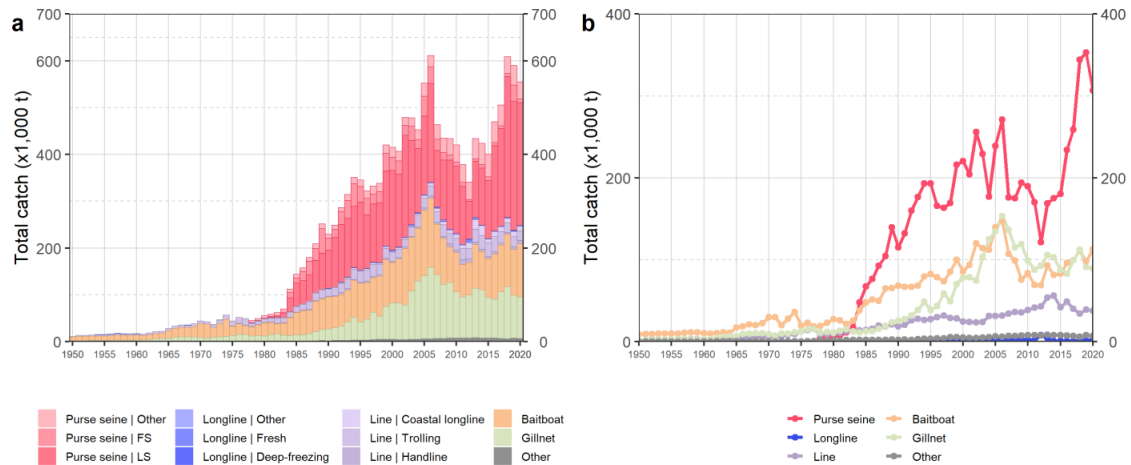 a
Total catch (x1,000 t)
700
600
400
200
0
700
600
400
200
0
1950 1955 1960 1965 1970 1975 1980 1985 1990 1995 2000 2005 2010 2015 2020
Purse seine | Other
Purse seine | FS
Purse seine | LS
Longline | Other
Longline | Fresh
Longline | Deep-freezing
Line | Coastal longline
Line | Trolling
Line | Handline
Baitboat
Gillnet
Other
b
Total catch (x1,000 t)
400
200
0
400
200
0
1950 1955 1960 1965 1970 1975 1980 1985 1990 1995 2000 2005 2010 2015 2020
Purse seine
Longline
Line
Baitboat
Gillnet
Other